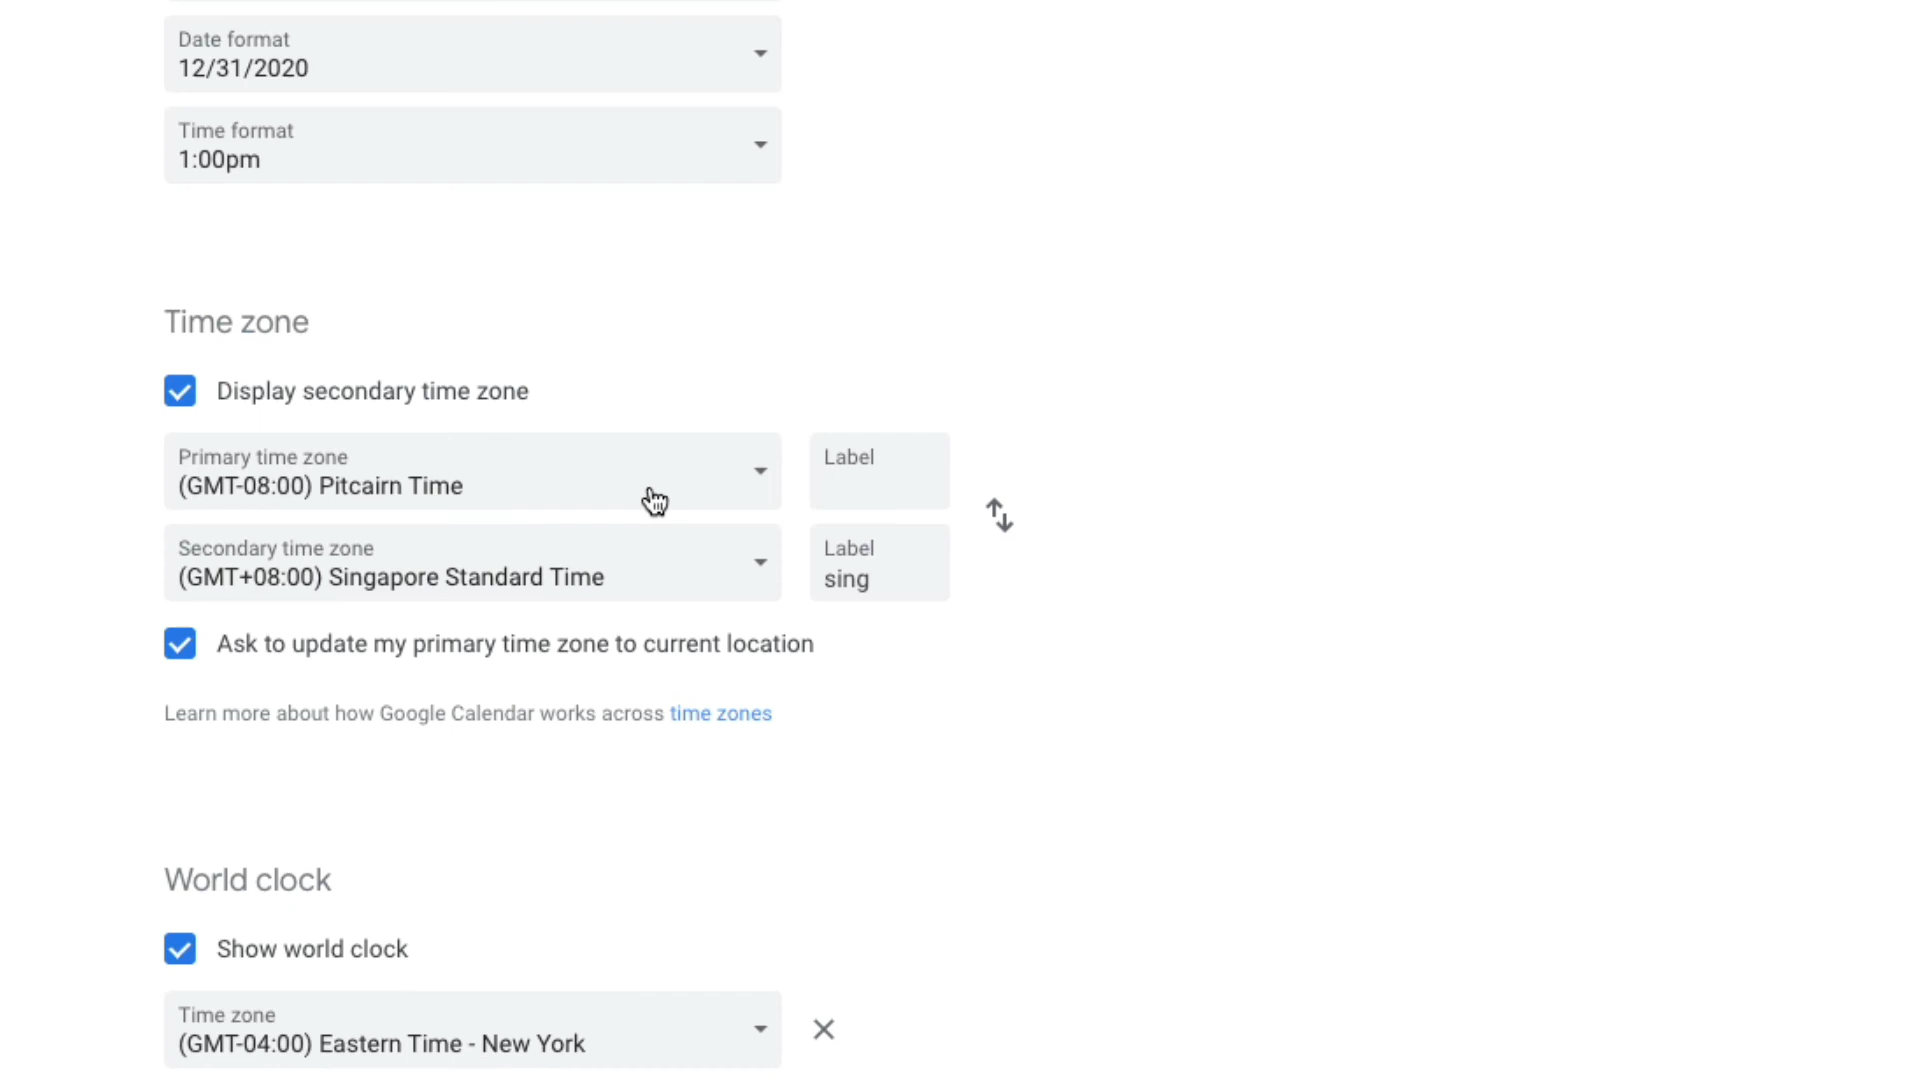 Date format
12/31/2020
Time format
1:00pm
Time zone
Display secondary time zone
Primary time zone
(GMT-08:00) Pitcairn Time
Label
Secondary time zone
(GMT+08:00) Singapore Standard Time
Label
sing
Ask to update my primary time zone to current location
Learn more about how Google Calendar works across time zones
World clock
Show world clock
Time zone
(GMT-04:00) Eastern Time - New York